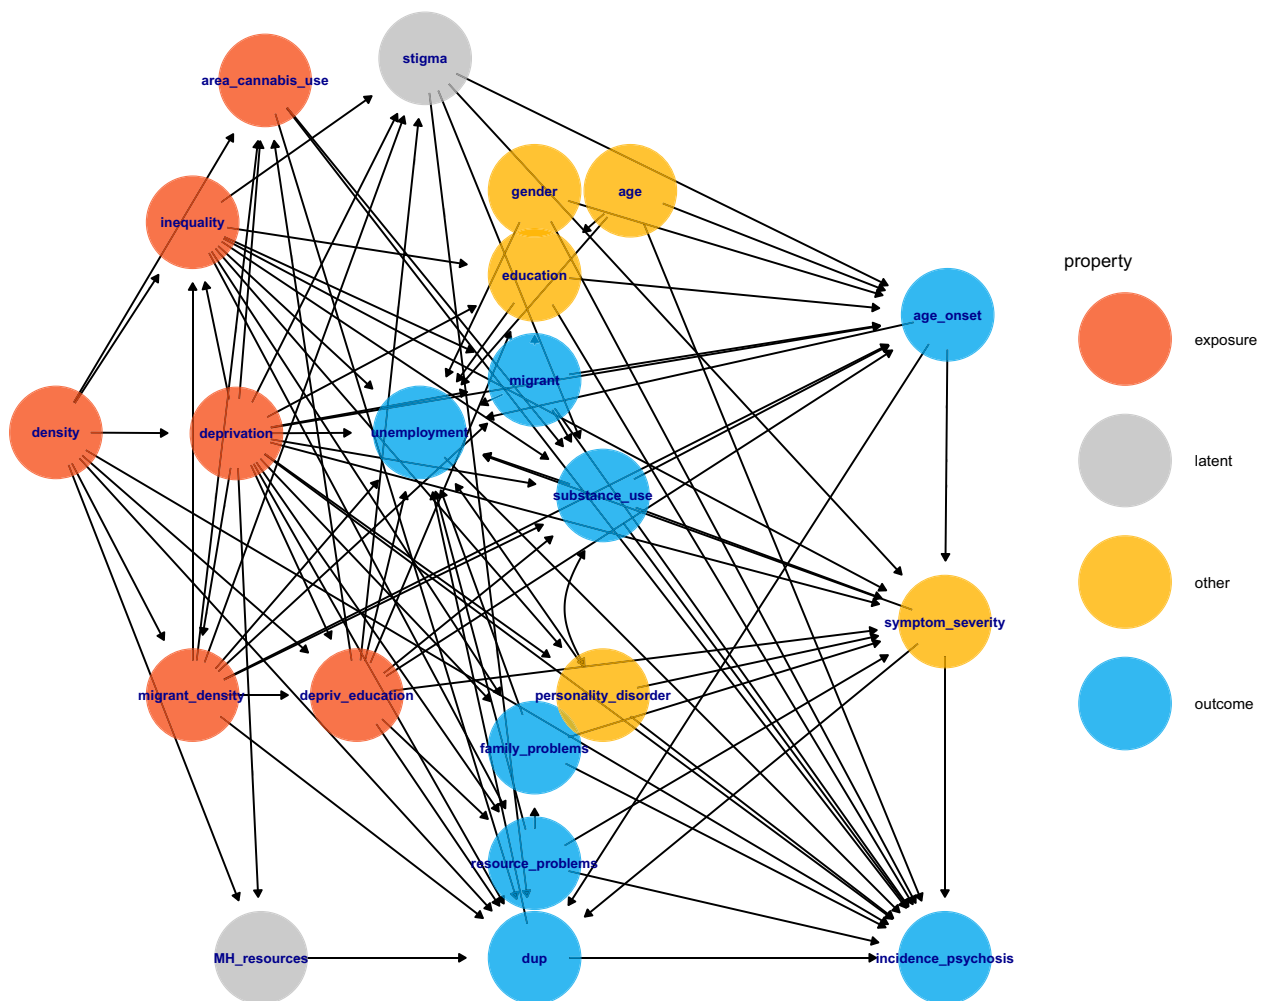 stigma
area_cannabis_use
gender
age
inequality
property
education
age_onset
exposure
migrant
density
deprivation
unemployment
latent
substance_use
other
symptom_severity
migrant_density
depriv_education
personality_disorder
outcome
family_problems
resource_problems
MH_resources
dup
incidence_psychosis